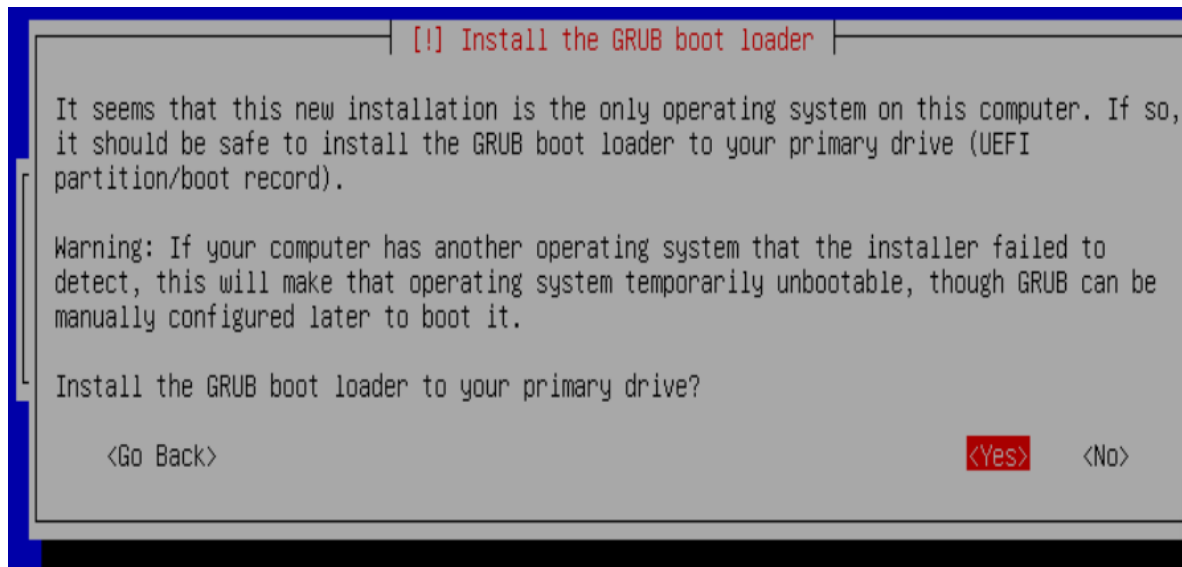 [!] Install the GRUB boot loader
It seems that this new installation is the only operating system on this computer. If so,
it should be safe to install the GRUB boot loader to your primary drive (UEFI
partition/boot record).
Warning: If your computer has another operating system that the installer failed to
detect, this will make that operating system temporarily unbootable, though GRUB can be
manually configured later to boot it.
Install the GRUB boot loader to your primary drive?
<Go Back> <Yes> <No>